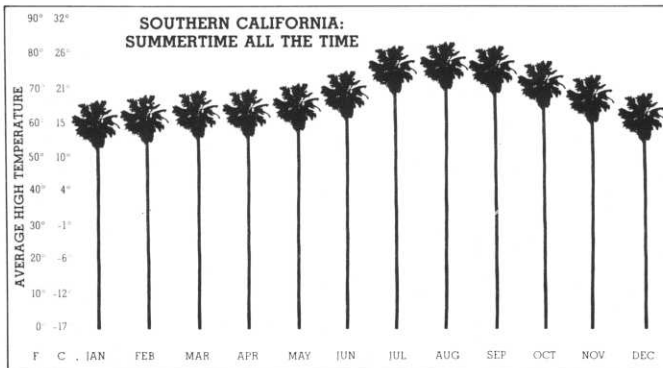 SOUTHERN CALIFORNIA:
SUMMERTIME ALL THE TIME
AVERAGE HIGH TEMPERATURE
90° 32°
80° 26°
70° 21°
60° 15
50° 10°
40° 4°
30° -1°
20° -6
10° -12
0° -17
F C . JAN FEB MAR APR MAY JUN JUL AUG SEP OCT NOV DEC